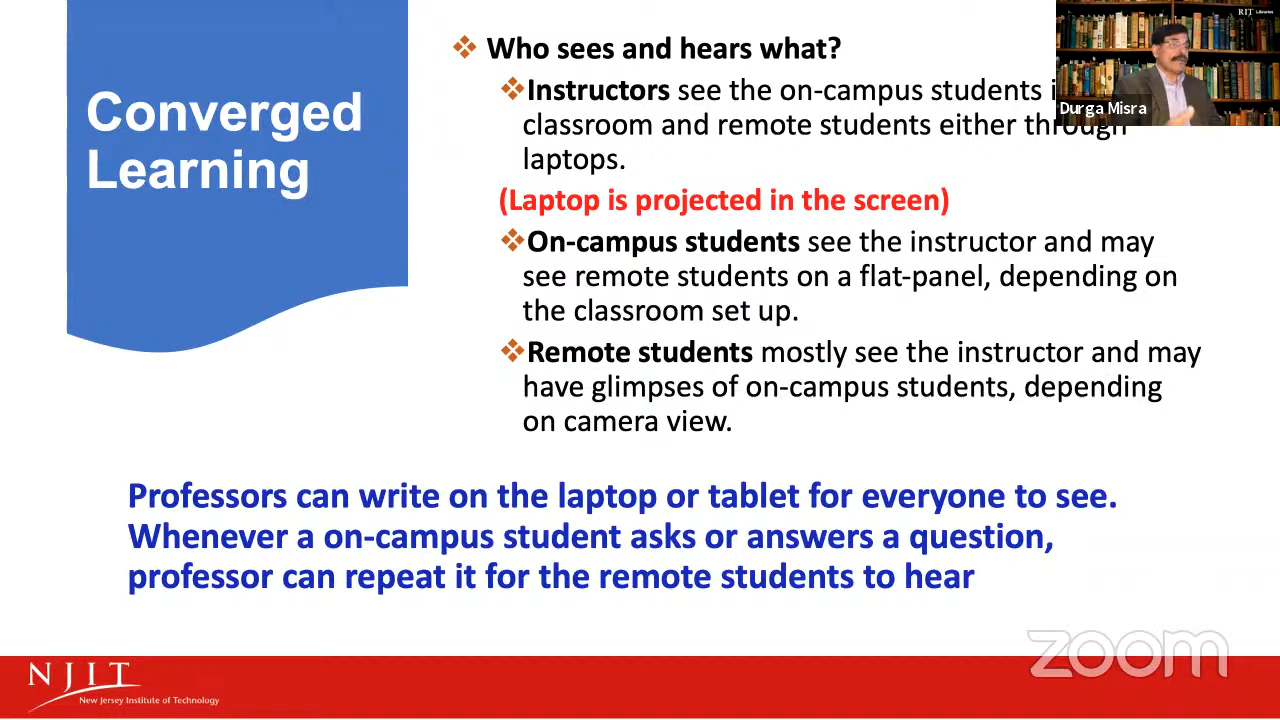 Converged
Learning
❖ Who sees and hears what?
❖Instructors see the on-campus students
classroom and remote students either through
laptops.
(Laptop is projected in the screen)
❖On-campus students see the instructor and may
see remote students on a flat-panel, depending on
the classroom set up.
❖Remote students mostly see the instructor and may
have glimpses of on-campus students, depending
on camera view.
Professors can write on the laptop or tablet for everyone to see.
Whenever a on-campus student asks or answers a question,
professor can repeat it for the remote students to hear
RIT Libraries
Durga Misra
zoom
NJIT
New Jersey Institute of Technology